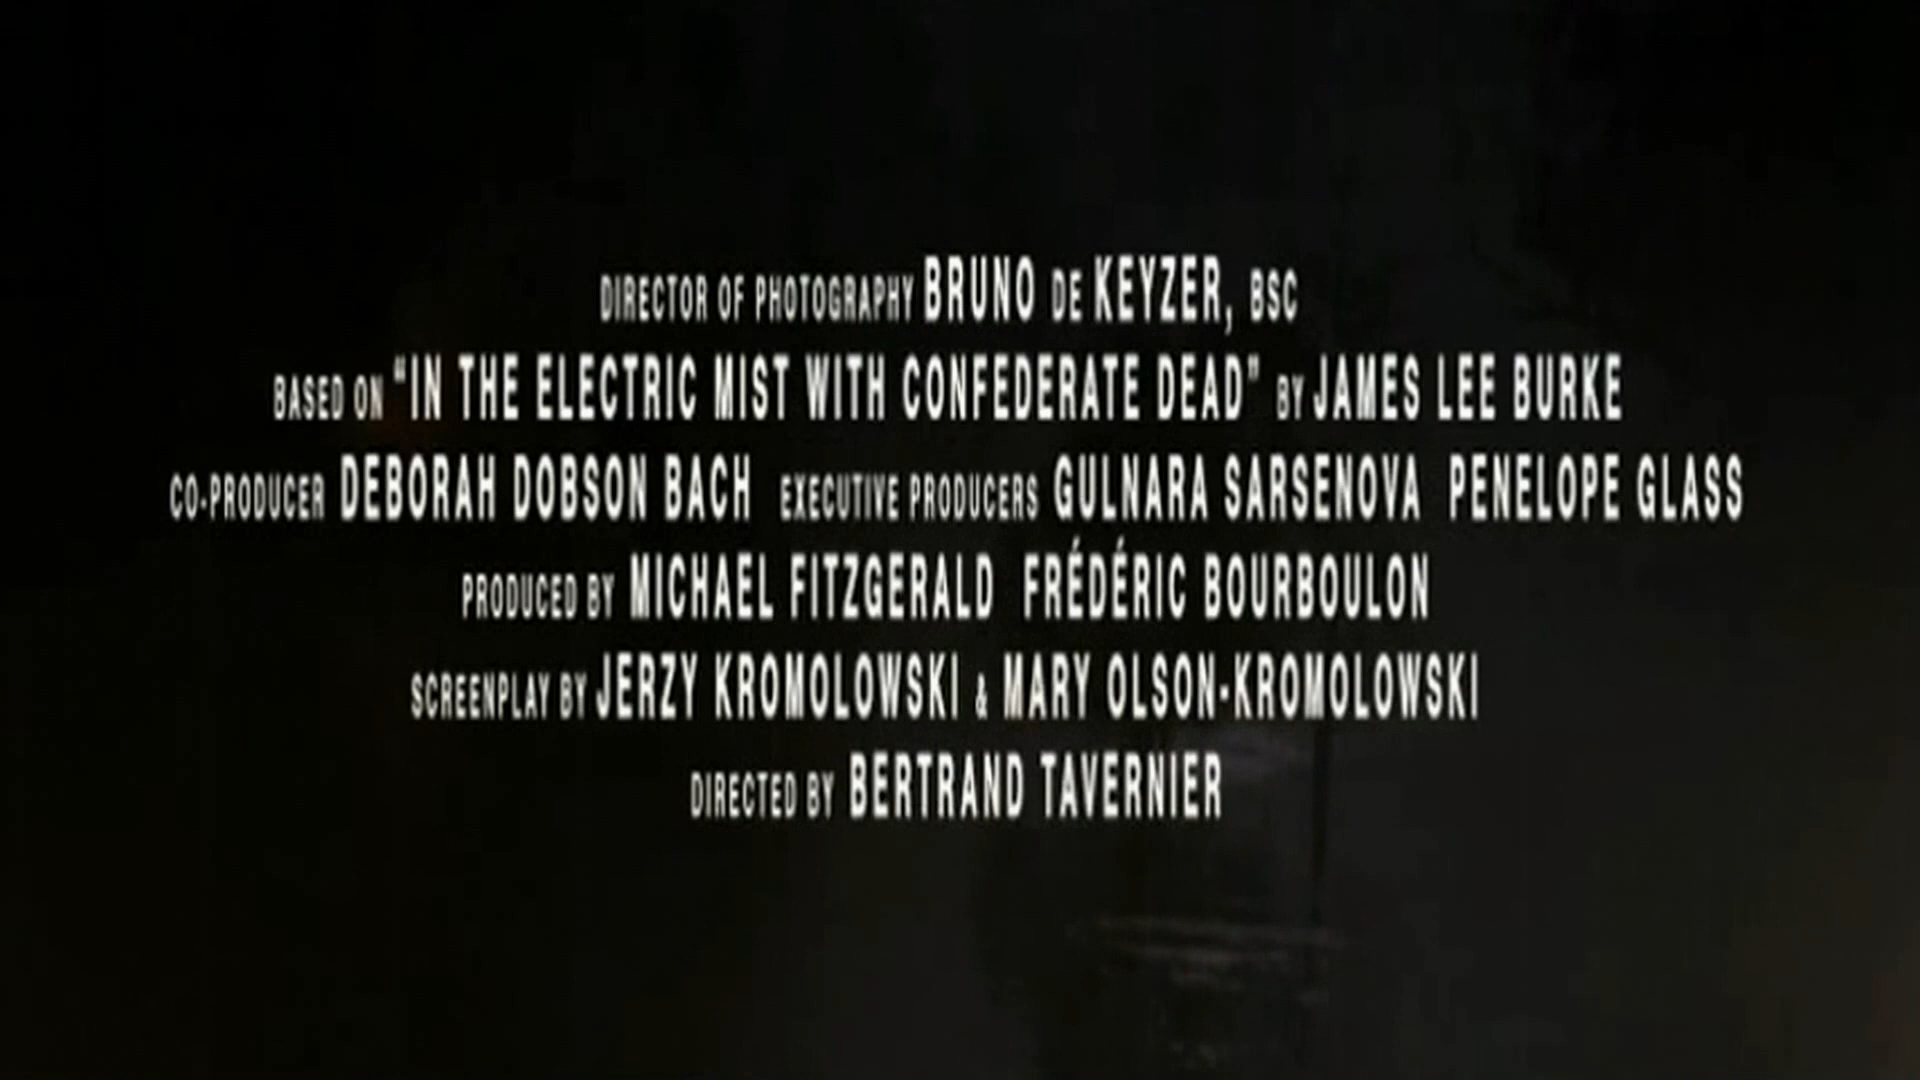 DIRECTOR OF PHOTOGRAPHY BRUNO DE KEYZER, BSC
BASED ON "IN THE ELECTRIC MIST WITH CONFEDERATE DEAD" BY JAMES LEE BURKE
CO-PRODUCER DEBORAH DOBSON BACH EXECUTIVE PRODUCERS GULNARA SARSENOVA PENELOPE GLASS
PRODUCED BY MICHAEL FITZGERALD FRÉDÉRIC BOURBOULON
SCREENPLAY BY JERZY KROMOLOWSKI & MARY OLSON-KROMOLOWSKI
DIRECTED BY BERTRAND TAVERNIER